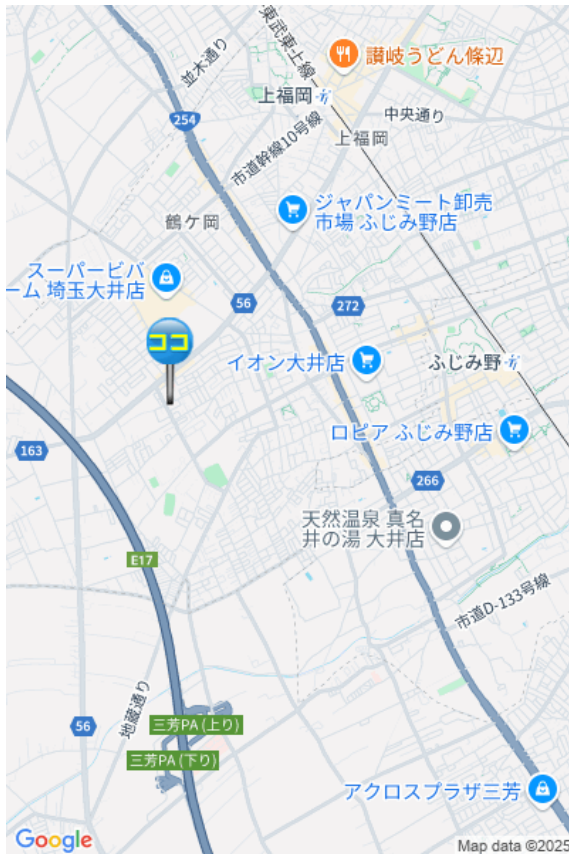 並木通り
東武東上線
讃岐うどん條辺
上福岡
中央通り
254
市道幹線10号線
上福岡
ジャパンミート卸売
市場 ふじみ野店
鶴ケ岡
スーパービバ
ーム 埼玉大井店
56
272
ココ
イオン大井店
ふじみ野
ロピア ふじみ野店
163
266
天然温泉 真名
井の湯 大井店
E17
市道D-133号線
地蔵通り
56
三芳PA (上り)
三芳PA (下り)
アクロスプラザ三芳
Google
Map data ©2025